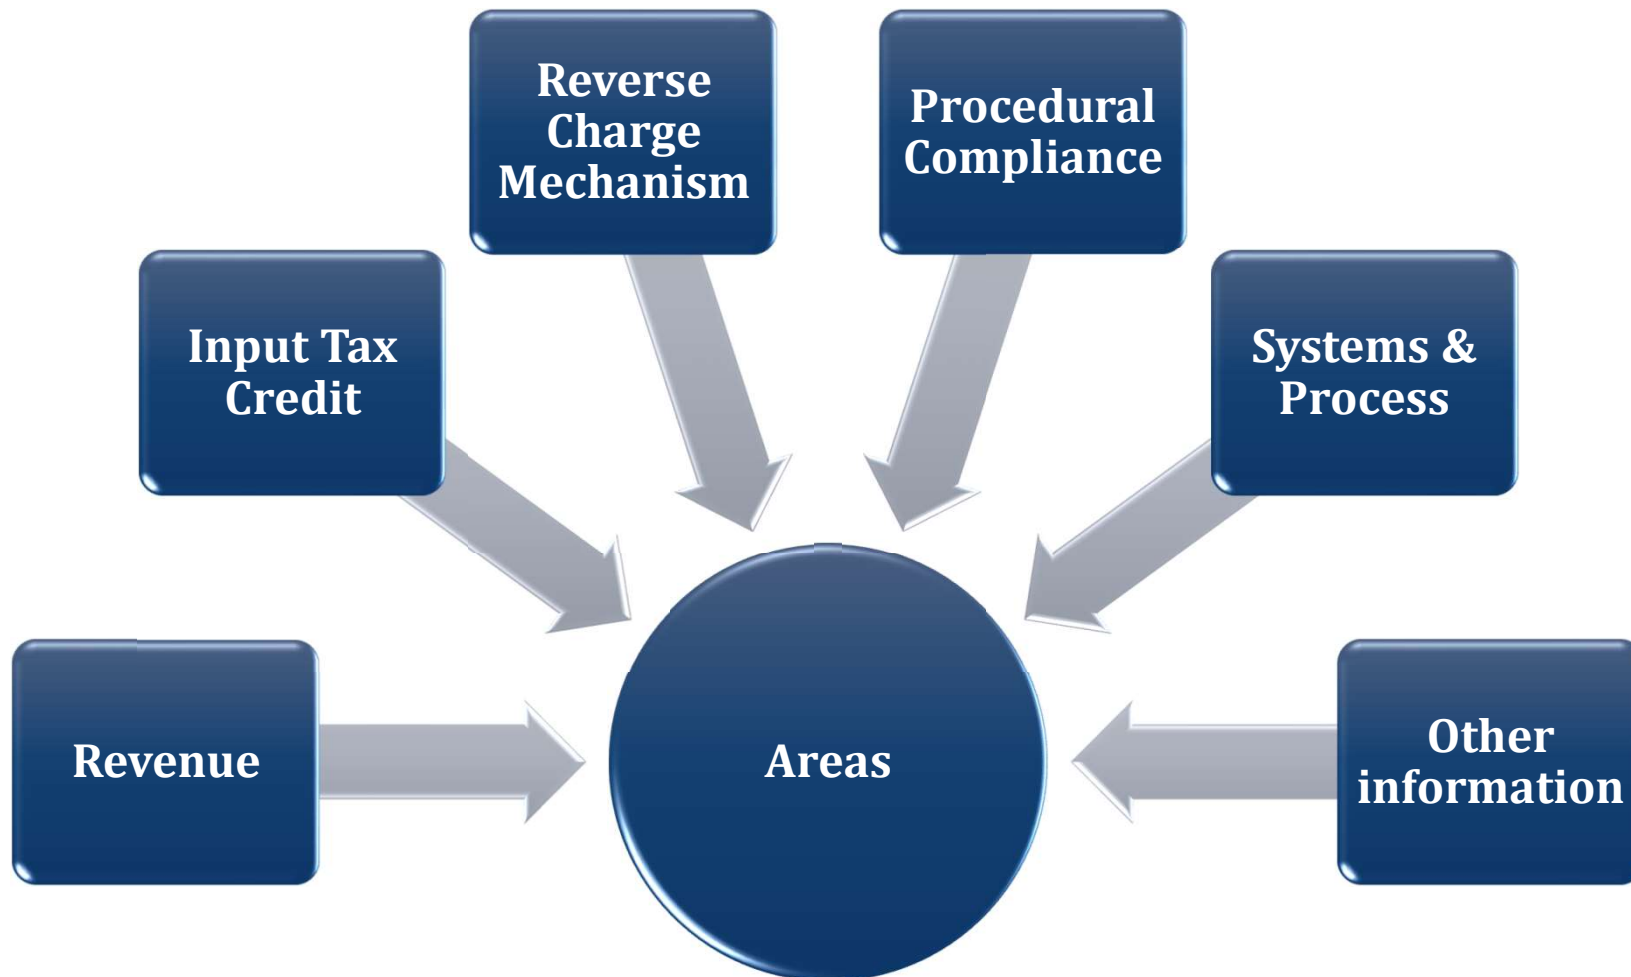 Reverse
Charge
Mechanism
Procedural
Compliance
Input Tax
Credit
Systems &
Process
Revenue
Areas
Other
information